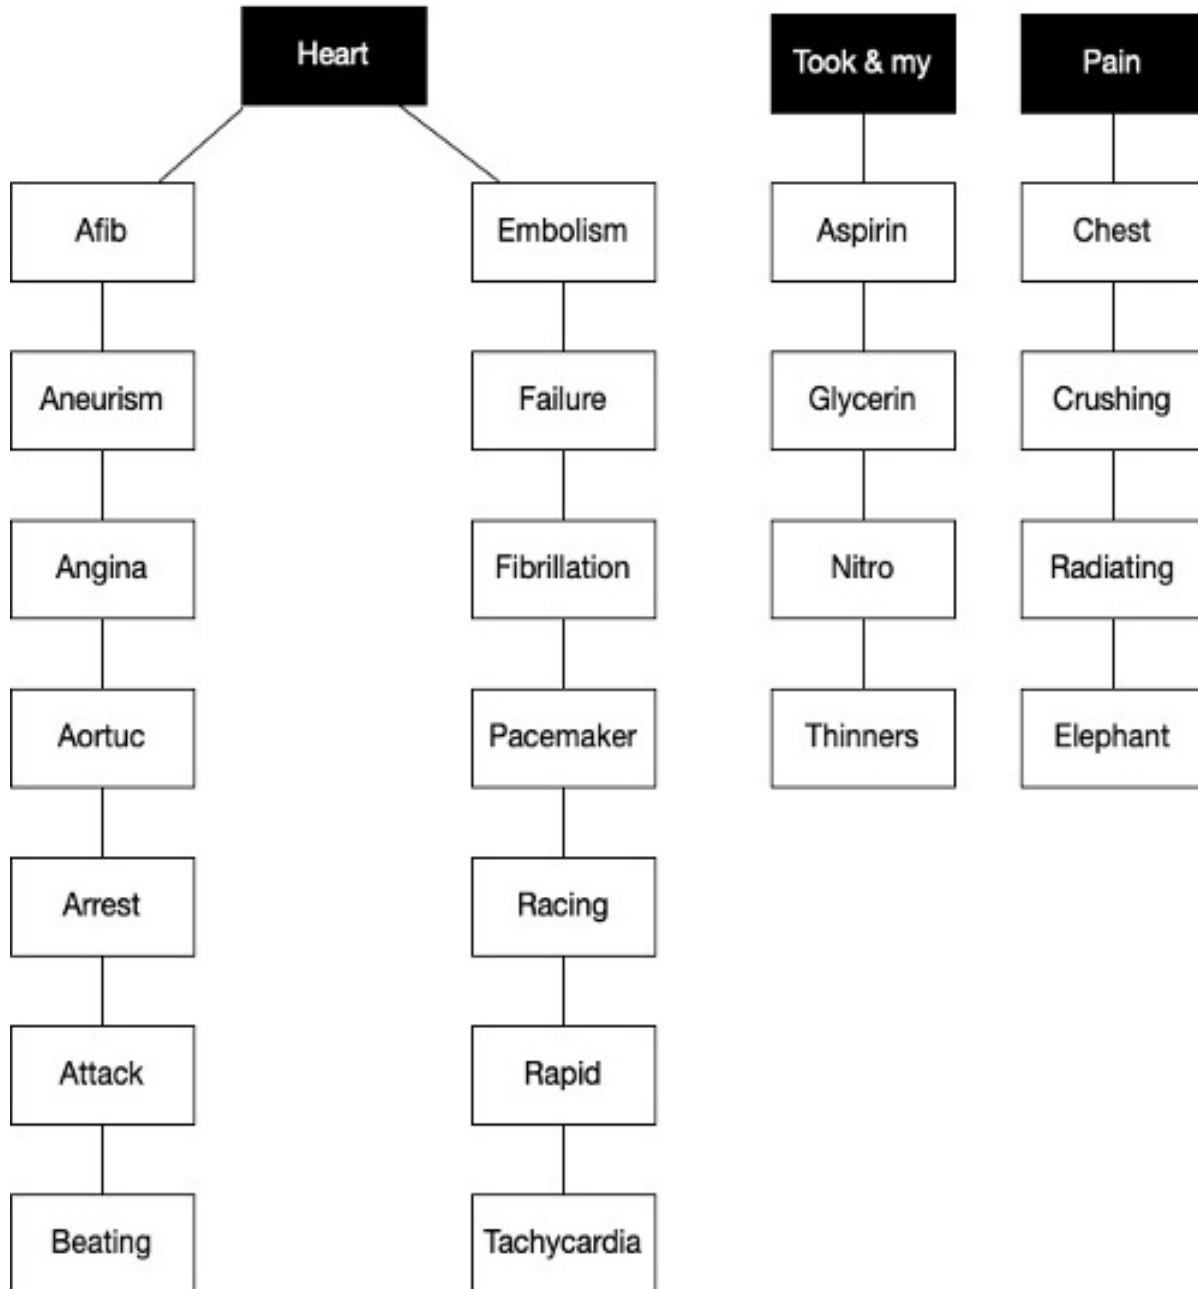 Heart
Took & my
Pain
Afib
Embolism
Aspirin
Chest
Aneurism
Failure
Glycerin
Crushing
Angina
Fibrillation
Nitro
Radiating
Aortuc
Pacemaker
Thinners
Elephant
Arrest
Racing
Attack
Rapid
Beating
Tachycardia